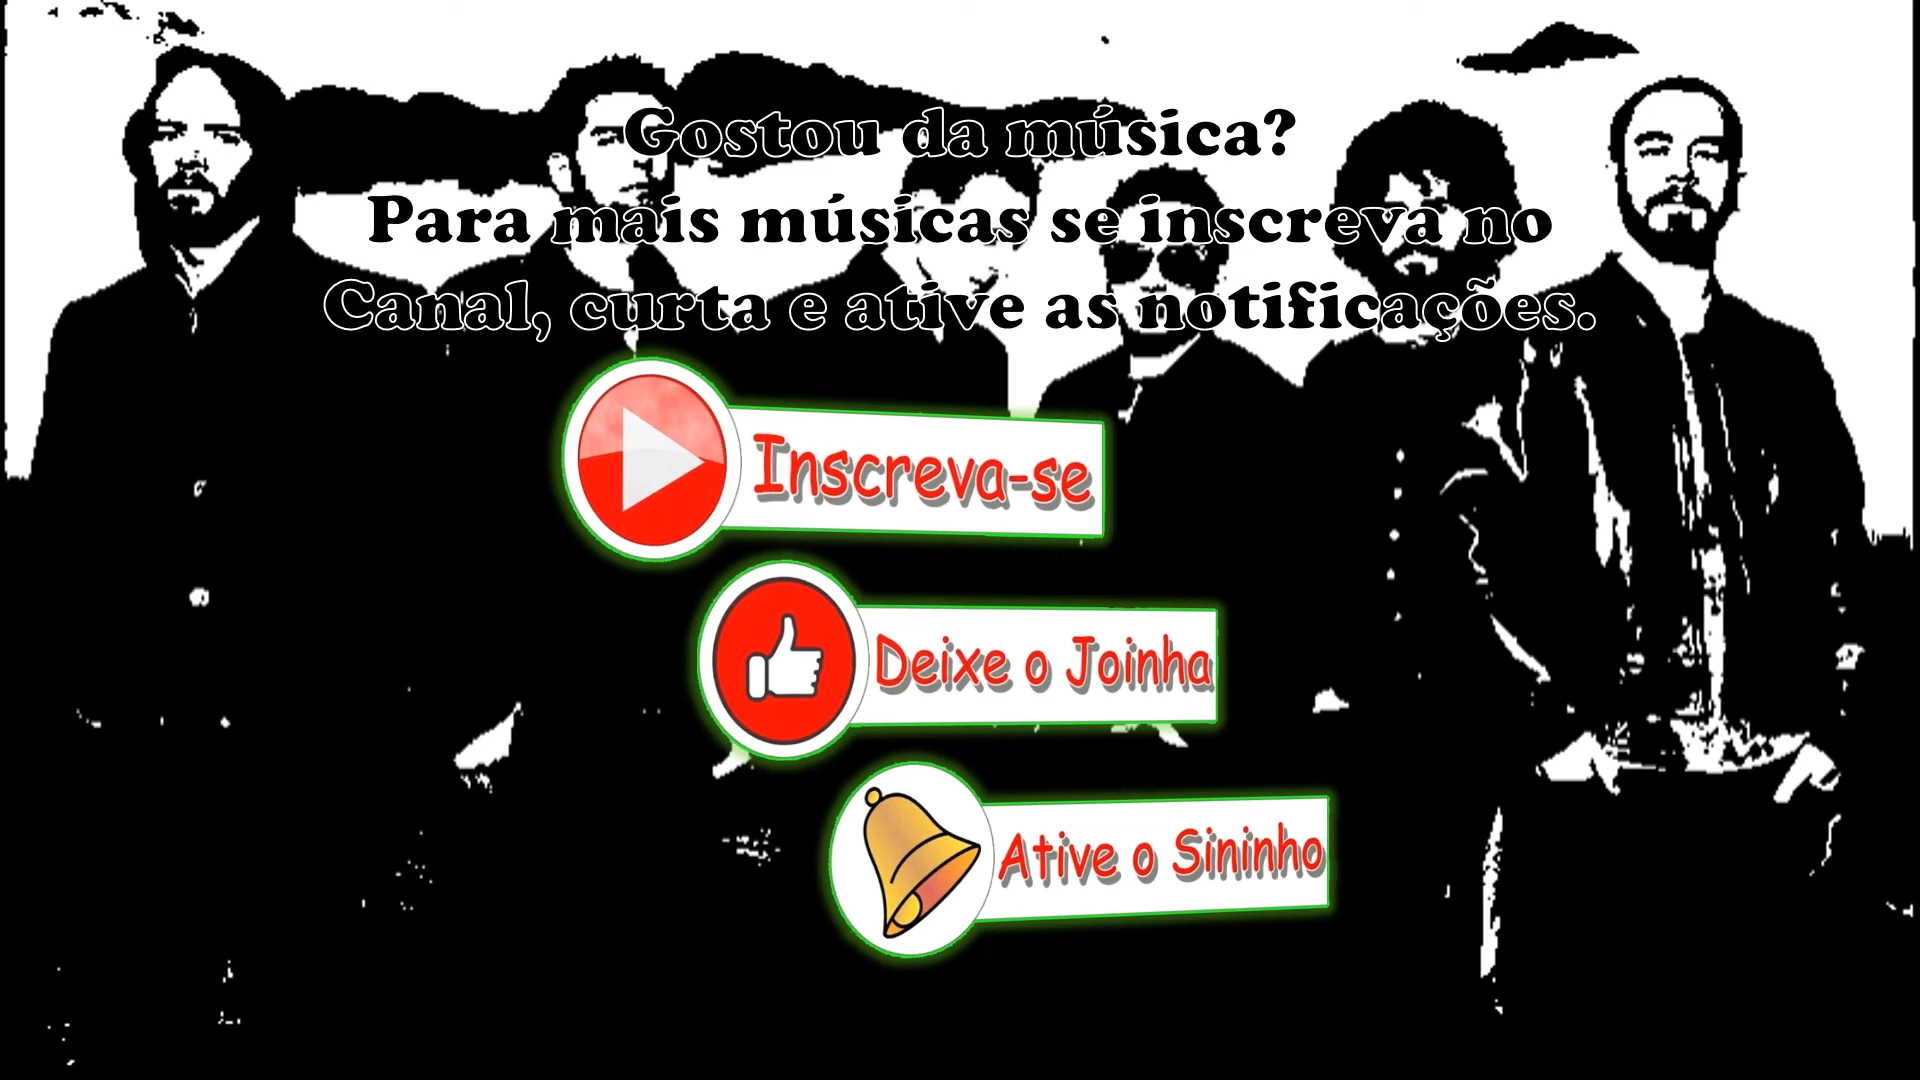 Gostou da música?
Para mais músicas se inscreva no
Canal, curta e ative as notificações.
Inscreva-se
Deixe o Joinha
Ative o Sininho